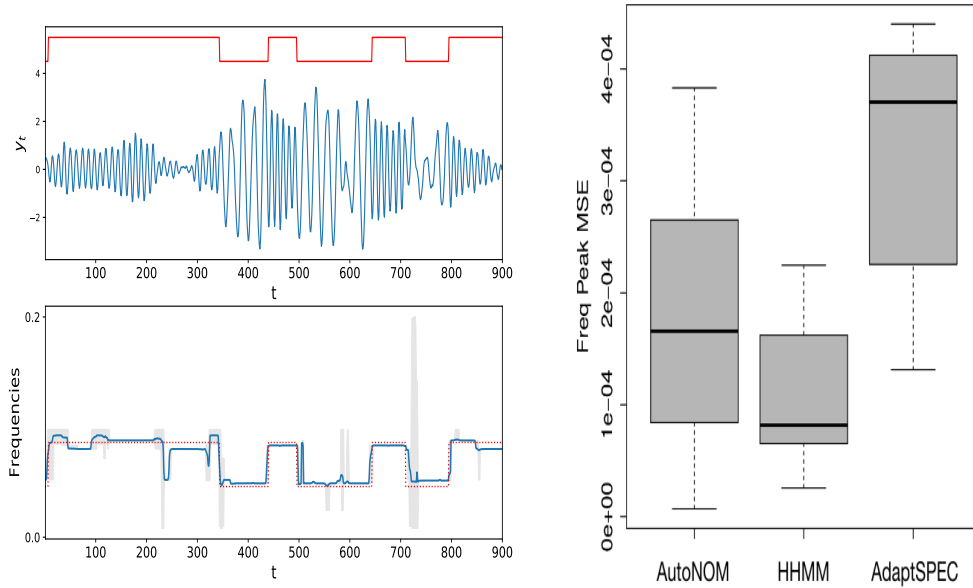 4
2
0
−2
y_t
100 200 300 400 500 600 700 800 900
t
0.2
0.0
Frequencies
100 200 300 400 500 600 700 800 900
t
4e−04
3e−04
2e−04
1e−04
0e+00
Freq Peak MSE
AutoNOM HHMM AdaptSPEC